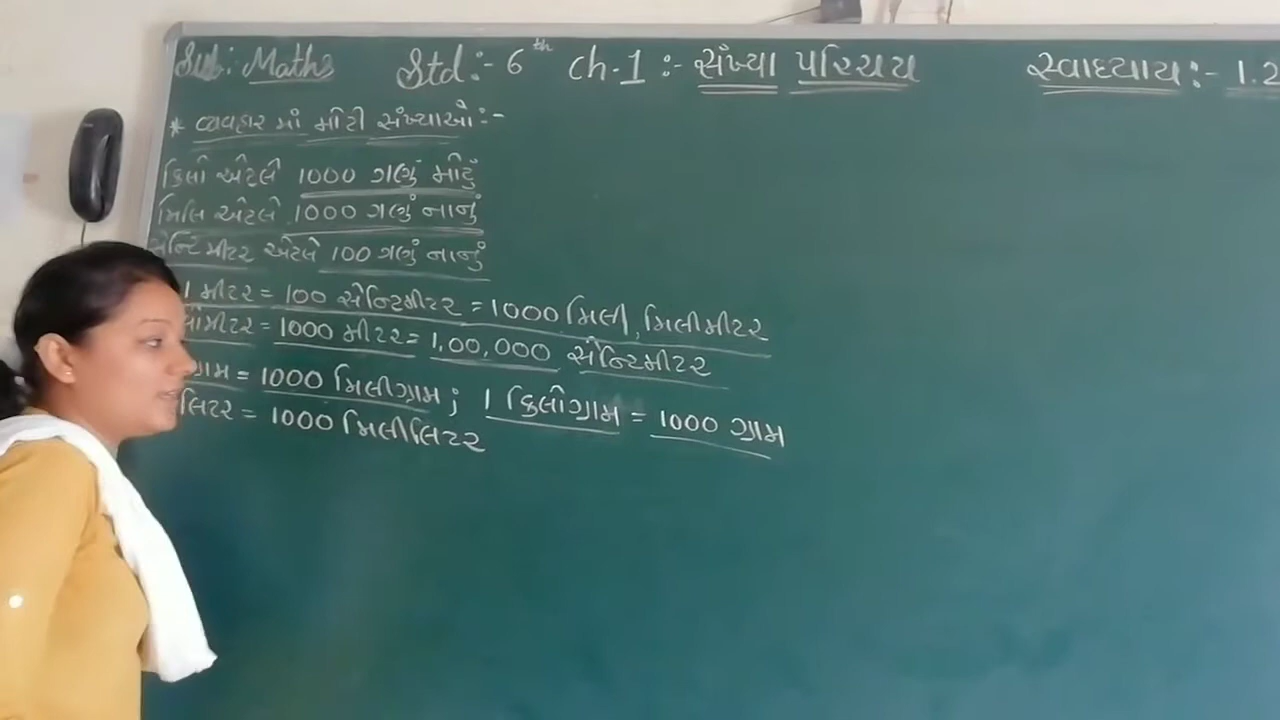 Sub: Maths Std:- 6th Ch-1 :- સંખ્યા પરિચય સ્વાધ્યાય:- 1.2
* વ્યવહાર માં મોટી સંખ્યાઓ:-
કિલો એટલે 1000 ગણું મોટું
મિલિ એટલે 1000 ગણું નાનું
સેન્ટિમીટર એટલે 100 ગણું નાનું
1 મીટર = 100 સેન્ટિમીટર = 1000 મિલી, મિલીમીટર
= 1000 મીટર = 1,00,000 સેન્ટિમીટર
= 1000 મિલીગ્રામ ; 1 કિલોગ્રામ = 1000 ગ્રામ
લિટર = 1000 મિલીલિટર